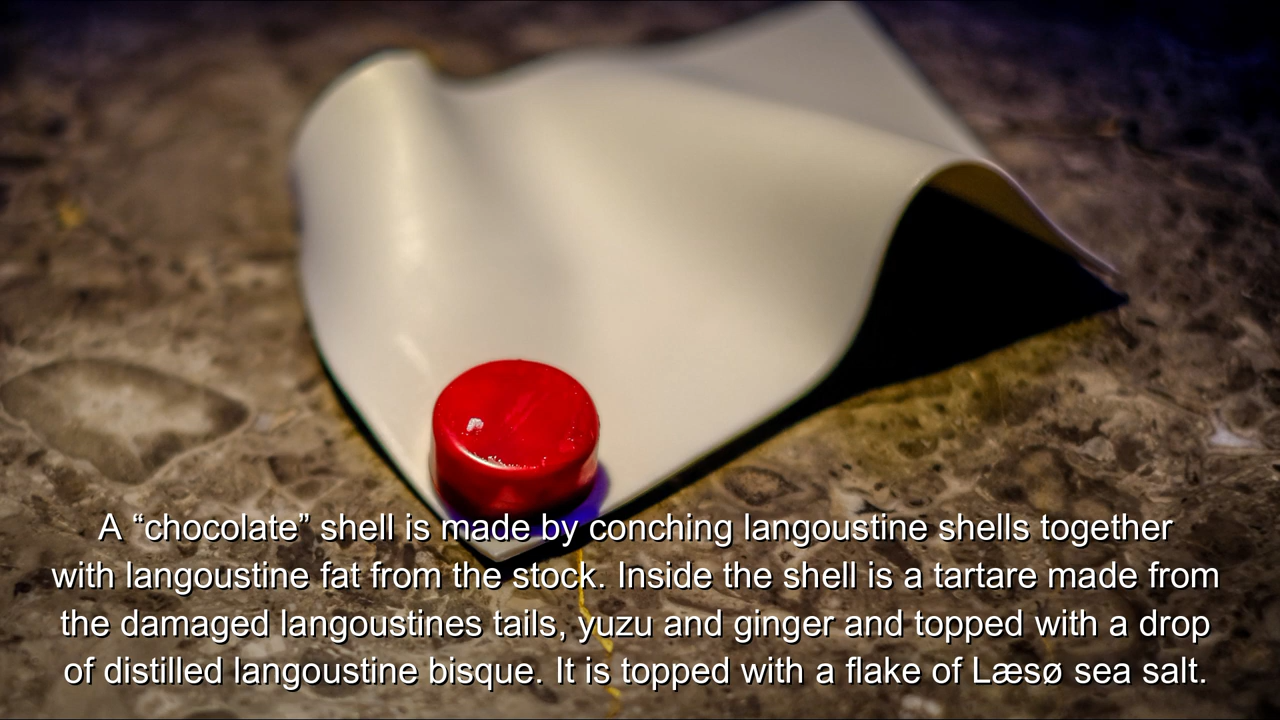 A “chocolate” shell is made by conching langoustine shells together
with langoustine fat from the stock. Inside the shell is a tartare made from
the damaged langoustines tails, yuzu and ginger and topped with a drop
of distilled langoustine bisque. It is topped with a flake of Læsø sea salt.